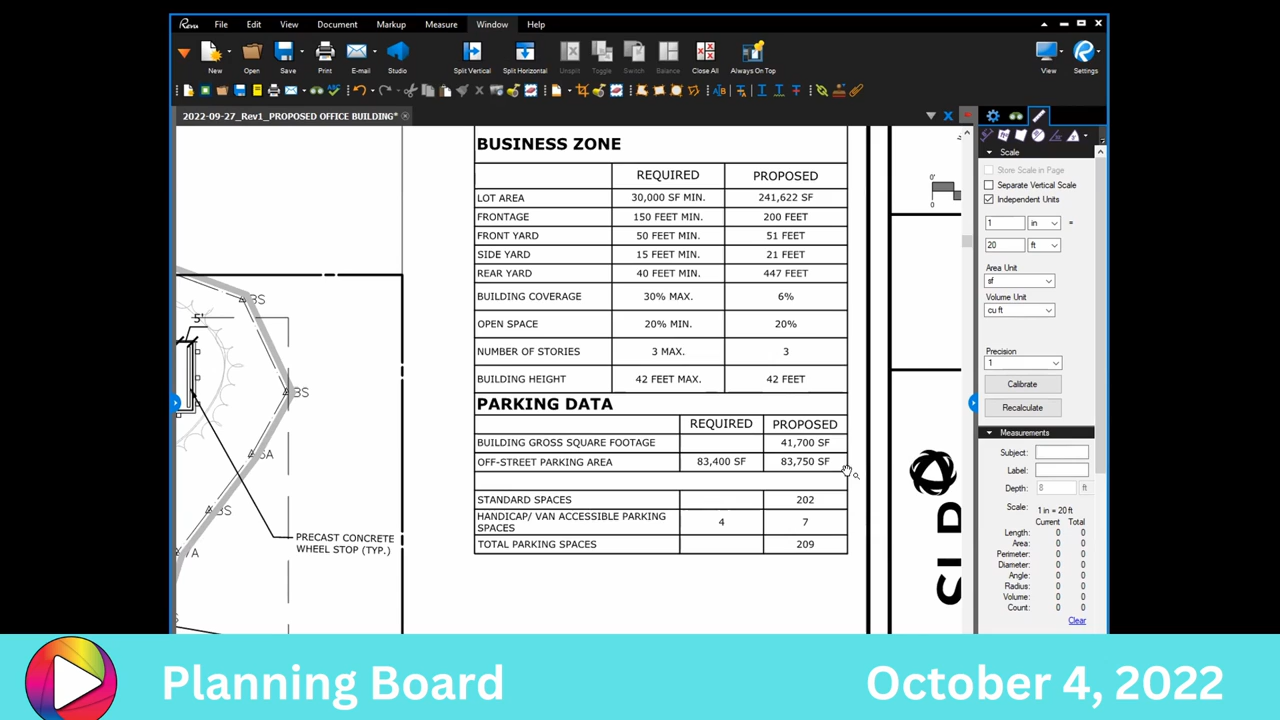 Revu File Edit View Document Markup Measure Window Help
New Open Save Print E-mail Studio Split Vertical Split Horizontal Unsplit Toggle Switch Balance Close All Always On Top View Settings
2022-09-27_Rev1_PROPOSED OFFICE BUILDING*
BUSINESS ZONE
REQUIRED PROPOSED
LOT AREA 30,000 SF MIN. 241,622 SF
FRONTAGE 150 FEET MIN. 200 FEET
FRONT YARD 50 FEET MIN. 51 FEET
SIDE YARD 15 FEET MIN. 21 FEET
REAR YARD 40 FEET MIN. 447 FEET
BUILDING COVERAGE 30% MAX. 6%
OPEN SPACE 20% MIN. 20%
NUMBER OF STORIES 3 MAX. 3
BUILDING HEIGHT 42 FEET MAX. 42 FEET
PARKING DATA
REQUIRED PROPOSED
BUILDING GROSS SQUARE FOOTAGE 41,700 SF
OFF-STREET PARKING AREA 83,400 SF 83,750 SF
STANDARD SPACES 202
HANDICAP/ VAN ACCESSIBLE PARKING
SPACES 4 7
TOTAL PARKING SPACES 209
5'
3S
3S
5A
3S
7A
PRECAST CONCRETE
WHEEL STOP (TYP.)
0'
0
Scale
Store Scale in Page
Separate Vertical Scale
Independent Units
1 in =
20 ft
Area Unit
sf
Volume Unit
cu ft
Precision
1
Calibrate
Recalculate
Measurements
Subject:
Label:
Depth: 8 ft
Scale: 1 in = 20 ft
Current Total
Length: 0 0
Area: 0 0
Perimeter: 0 0
Diameter: 0 0
Angle: 0 0
Radius: 0 0
Volume: 0 0
Count: 0 0
Clear
Planning Board October 4, 2022